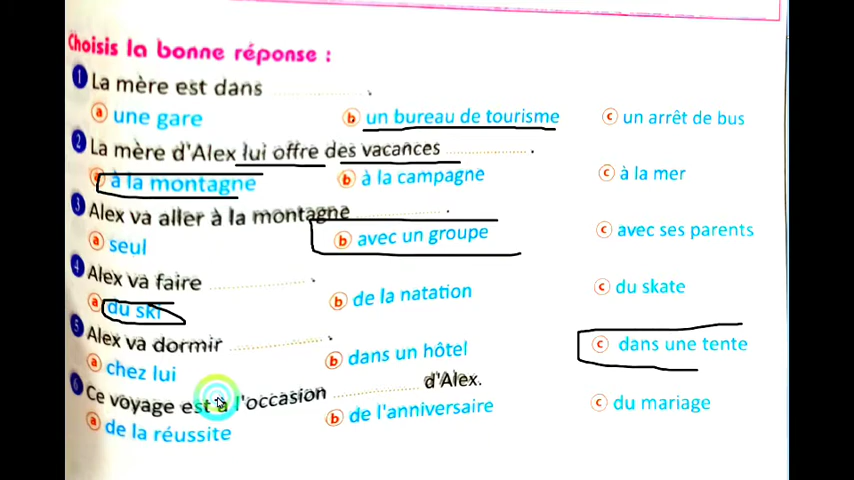 Choisis la bonne réponse :
1 La mère est dans ............ .
a une gare b un bureau de tourisme c un arrêt de bus
2 La mère d'Alex lui offre des vacances ............ .
a à la montagne b à la campagne c à la mer
3 Alex va aller à la montagne ............ .
a seul b avec un groupe c avec ses parents
4 Alex va faire ............ .
a du ski b de la natation c du skate
5 Alex va dormir ............ .
a chez lui b dans un hôtel c dans une tente
6 Ce voyage est à l'occasion ............ d'Alex.
a de la réussite b de l'anniversaire c du mariage